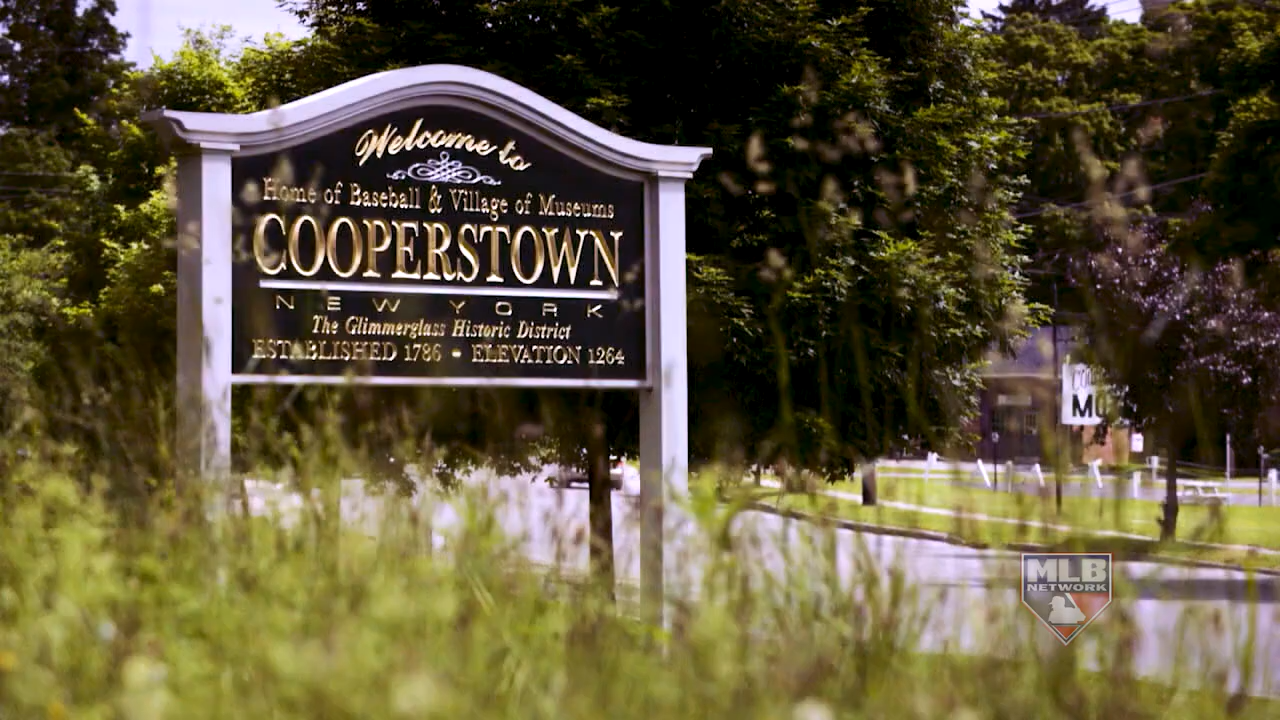 Welcome to
Home of Baseball & Village of Museums
COOPERSTOWN
NEW YORK
The Glimmerglass Historic District
ESTABLISHED 1786 - ELEVATION 1264
MLB
NETWORK